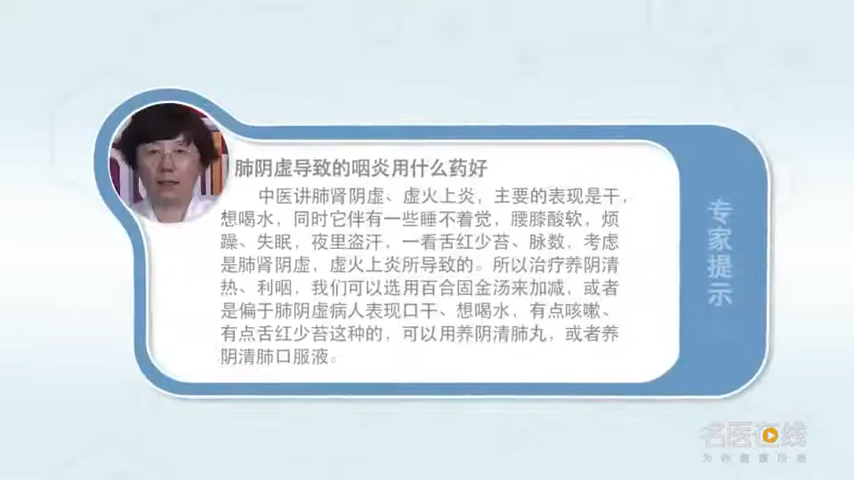 肺阴虚导致的咽炎用什么药好
中医讲肺肾阴虚、虚火上炎，主要的表现是干，
想喝水，同时它伴有一些睡不着觉，腰膝酸软，烦
躁、失眠，夜里盗汗，一看舌红少苔、脉数，考虑
是肺肾阴虚，虚火上炎所导致的。所以治疗养阴清
热、利咽，我们可以选用百合固金汤来加减，或者
是偏于肺阴虚病人表现口干、想喝水，有点咳嗽、
有点舌红少苔这种的，可以用养阴清肺丸，或者养
阴清肺口服液。
专家提示
名医在线
为你健康指路